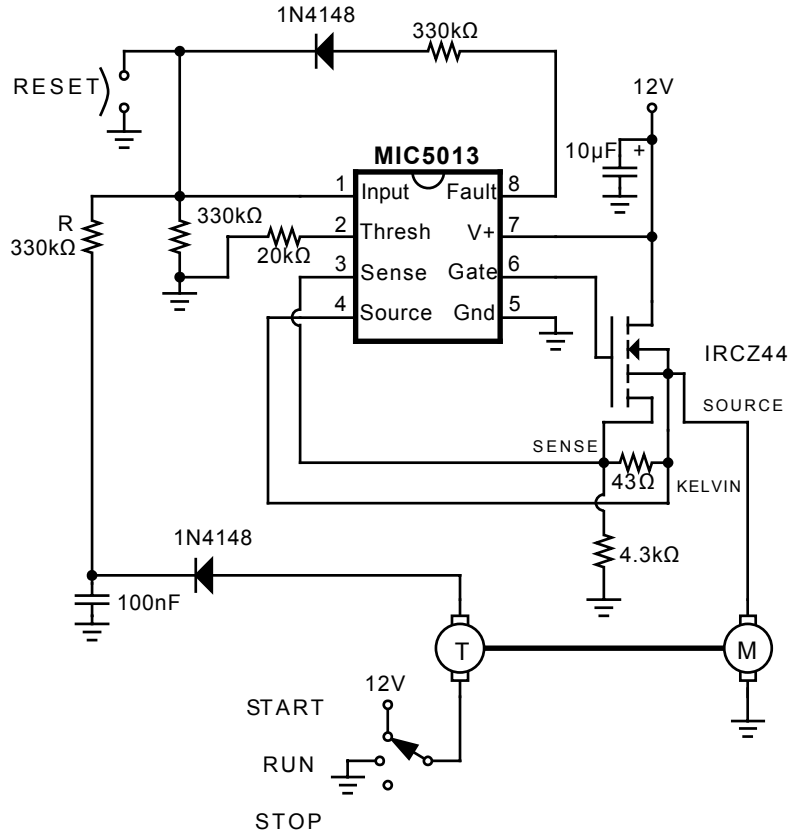 1N4148
330kΩ
RESET
12V
10µF +
MIC5013
1 Input Fault 8
R
330kΩ
330kΩ
20kΩ
2 Thresh V+ 7
3 Sense Gate 6
4 Source Gnd 5
IRCZ44
SOURCE
SENSE
43Ω
KELVIN
1N4148
4.3kΩ
100nF
T
M
12V
START
RUN
STOP